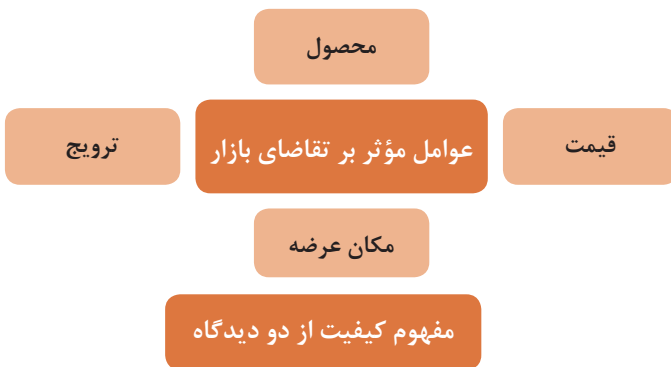 محصول
قیمت
عوامل مؤثر بر تقاضای بازار
ترویج
مکان عرضه
مفهوم کیفیت از دو دیدگاه